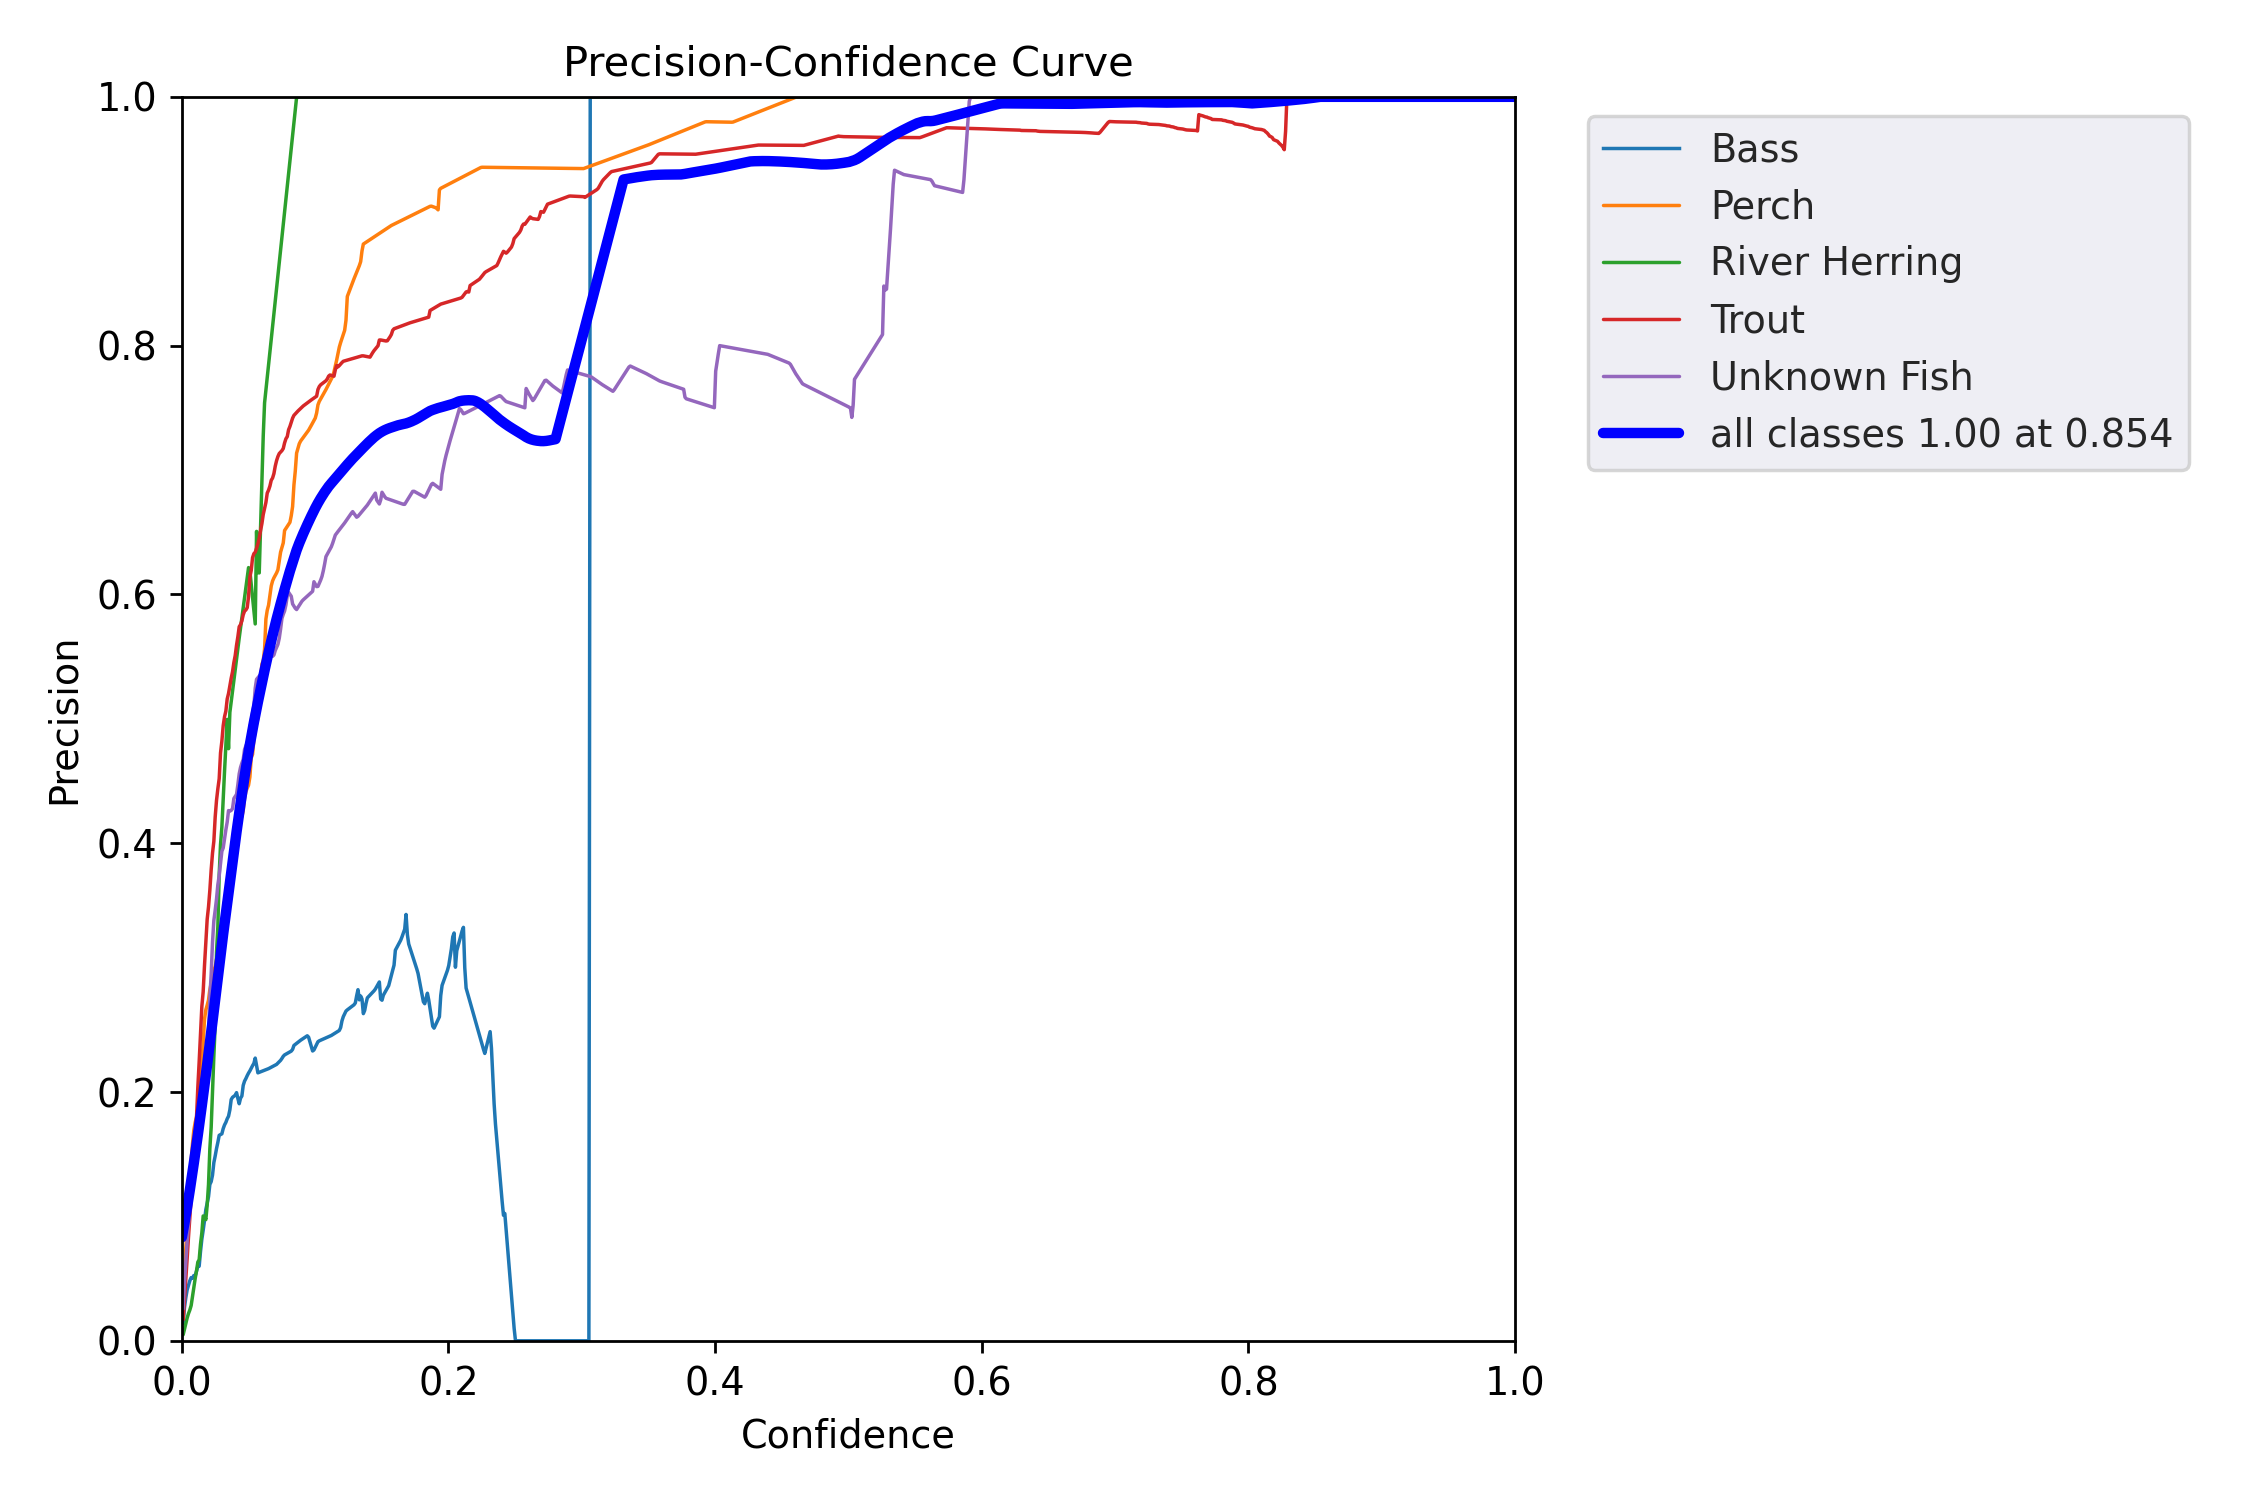 Precision-Confidence Curve
1.0
0.8
0.6
0.4
0.2
0.0
Precision
0.0 0.2 0.4 0.6 0.8 1.0
Confidence
Bass
Perch
River Herring
Trout
Unknown Fish
all classes 1.00 at 0.854